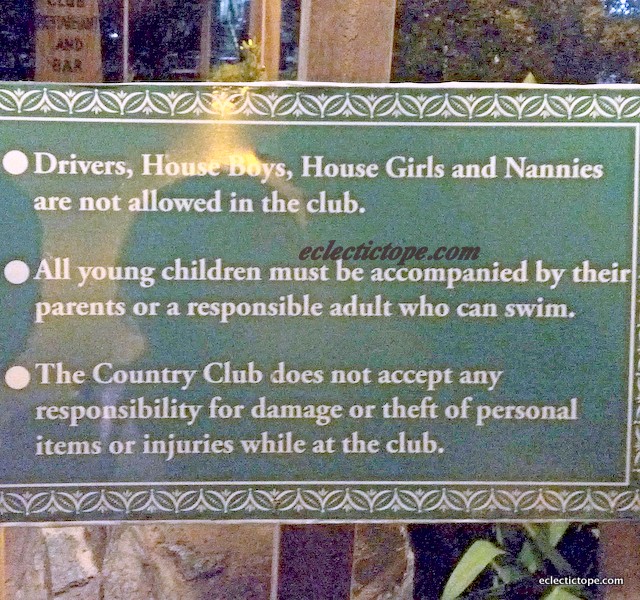 CLUB
AND
BAR
Drivers, House Boys, House Girls and Nannies
are not allowed in the club.
eclectictope.com
All young children must be accompanied by their
parents or a responsible adult who can swim.
The Country Club does not accept any
responsibility for damage or theft of personal
items or injuries while at the club.
eclectictope.com